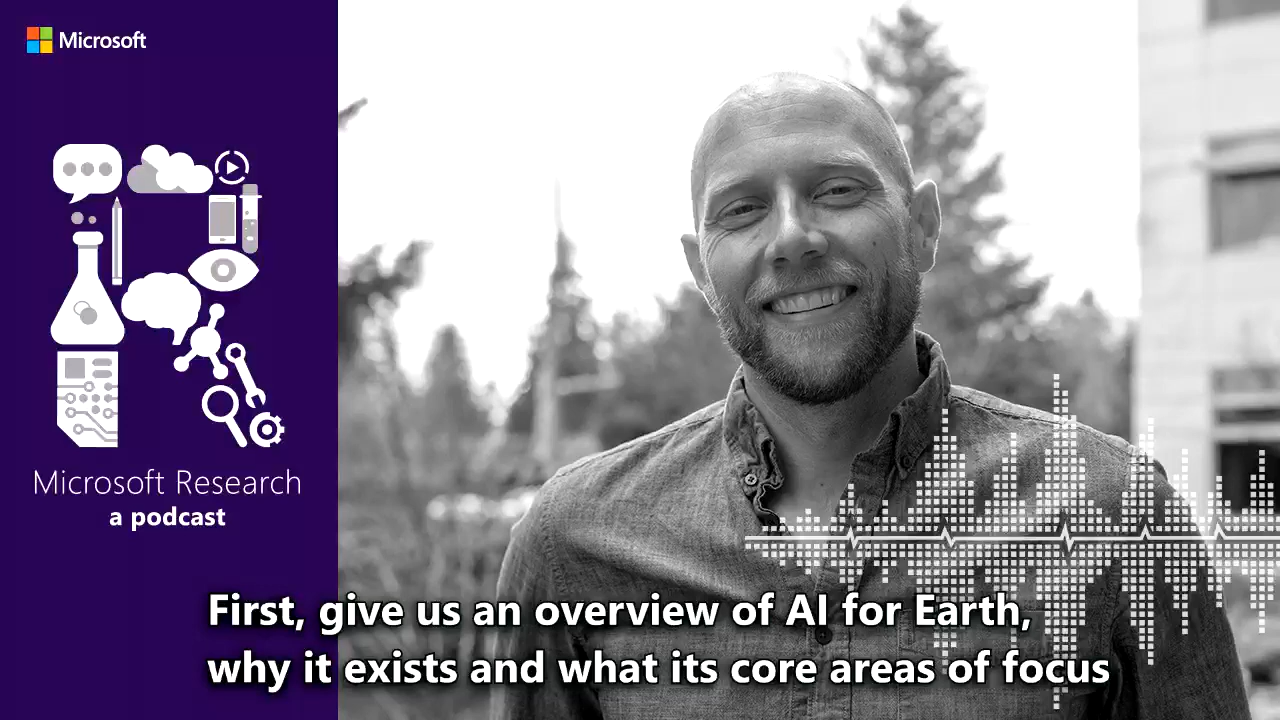 Microsoft
Microsoft Research
a podcast
First, give us an overview of AI for Earth,
why it exists and what its core areas of focus